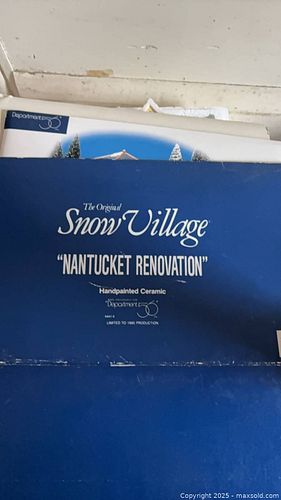 Department 56
The Original
Snow Village
"NANTUCKET RENOVATION"
Handpainted Ceramic
Department 56
LIMITED TO 1993 PRODUCTION
Copyright © 2025 - maxsold.com